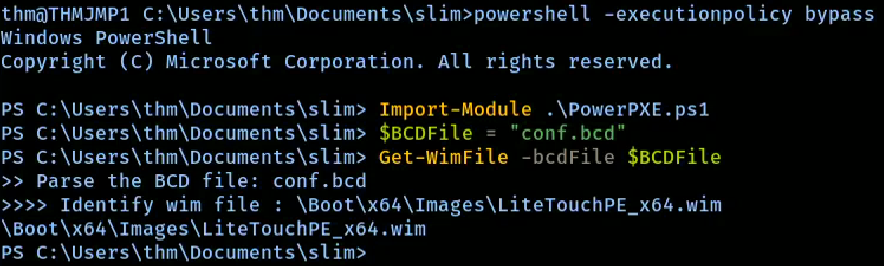 thm@THMJMP1 C:\Users\thm\Documents\slim>powershell -executionpolicy bypass
Windows PowerShell
Copyright (C) Microsoft Corporation. All rights reserved.

PS C:\Users\thm\Documents\slim> Import-Module .\PowerPXE.ps1
PS C:\Users\thm\Documents\slim> $BCDFile = "conf.bcd"
PS C:\Users\thm\Documents\slim> Get-WimFile -bcdFile $BCDFile
>> Parse the BCD file: conf.bcd
>>>> Identify wim file : \Boot\x64\Images\LiteTouchPE_x64.wim
\Boot\x64\Images\LiteTouchPE_x64.wim
PS C:\Users\thm\Documents\slim>